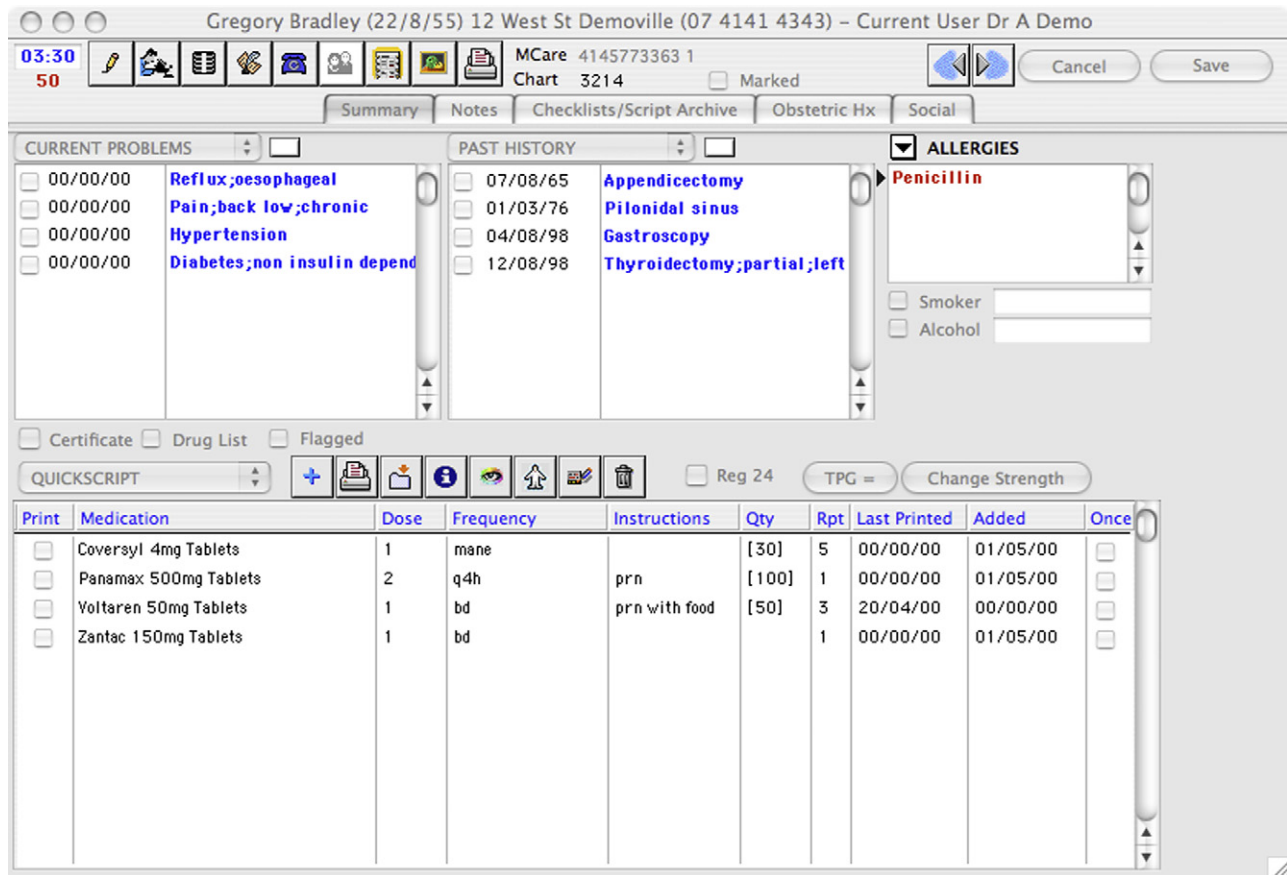 Gregory Bradley (22/8/55) 12 West St Demoville (07 4141 4343) – Current User Dr A Demo
03:30
50
MCare 4145773363 1
Chart 3214
Marked
Cancel
Save
Summary Notes Checklists/Script Archive Obstetric Hx Social
CURRENT PROBLEMS
00/00/00 Reflux;oesophageal
00/00/00 Pain;back low;chronic
00/00/00 Hypertension
00/00/00 Diabetes;non insulin depend
PAST HISTORY
07/08/65 Appendicectomy
01/03/76 Pilonidal sinus
04/08/98 Gastroscopy
12/08/98 Thyroidectomy;partial;left
ALLERGIES
Penicillin
Smoker
Alcohol
Certificate Drug List Flagged
QUICKSCRIPT
Reg 24 TPG = Change Strength
Print Medication Dose Frequency Instructions Qty Rpt Last Printed Added Once
Coversyl 4mg Tablets 1 mane [30] 5 00/00/00 01/05/00
Panamax 500mg Tablets 2 q4h prn [100] 1 00/00/00 01/05/00
Voltaren 50mg Tablets 1 bd prn with food [50] 3 20/04/00 00/00/00
Zantac 150mg Tablets 1 bd 1 00/00/00 01/05/00